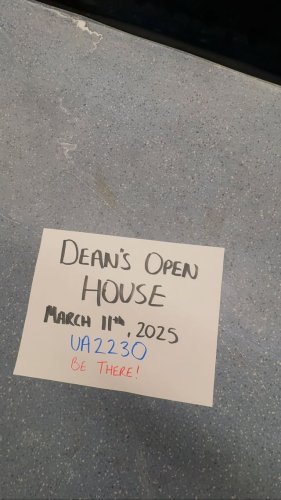 DEAN'S OPEN
HOUSE
MARCH 11th, 2025
UA2230
BE THERE!